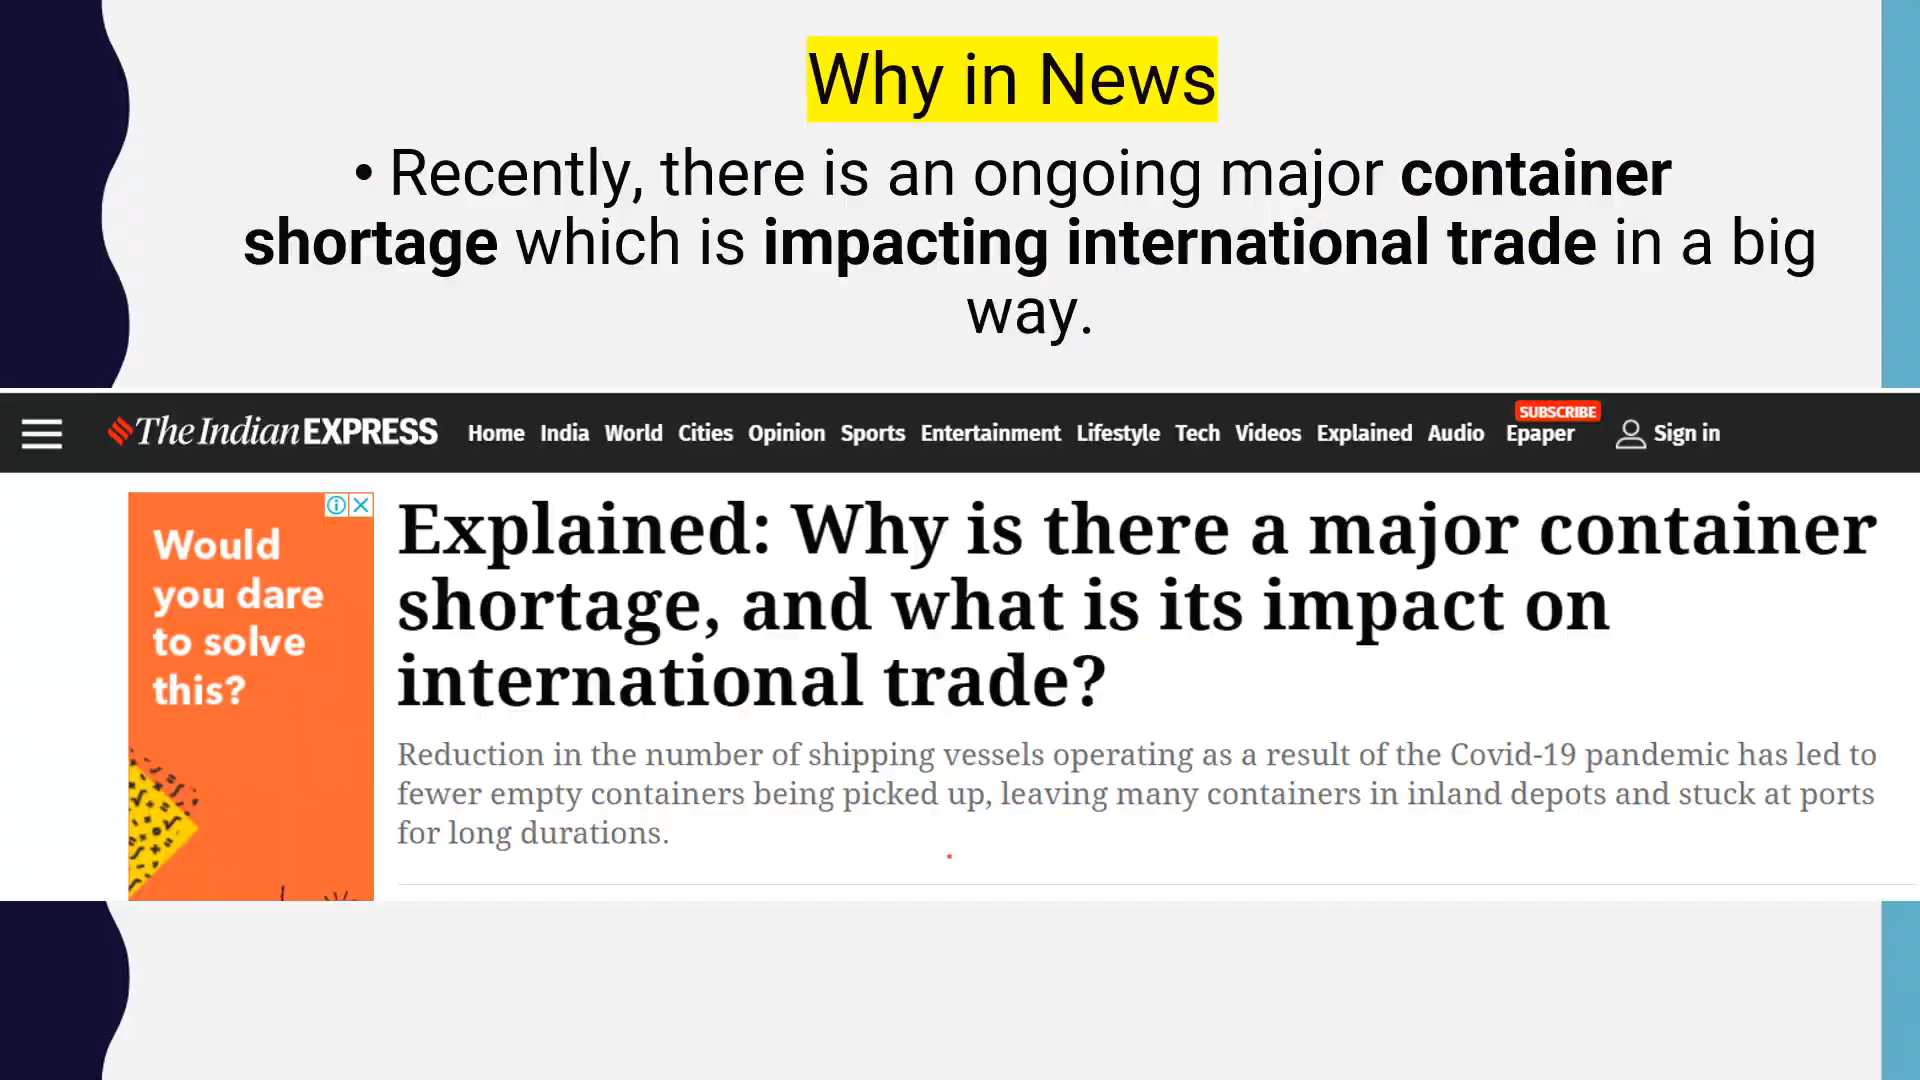 Why in News
• Recently, there is an ongoing major container
shortage which is impacting international trade in a big
way.
The Indian EXPRESS Home India World Cities Opinion Sports Entertainment Lifestyle Tech Videos Explained Audio Epaper SUBSCRIBE Sign in
Would
you dare
to solve
this?
Explained: Why is there a major container
shortage, and what is its impact on
international trade?
Reduction in the number of shipping vessels operating as a result of the Covid-19 pandemic has led to
fewer empty containers being picked up, leaving many containers in inland depots and stuck at ports
for long durations.